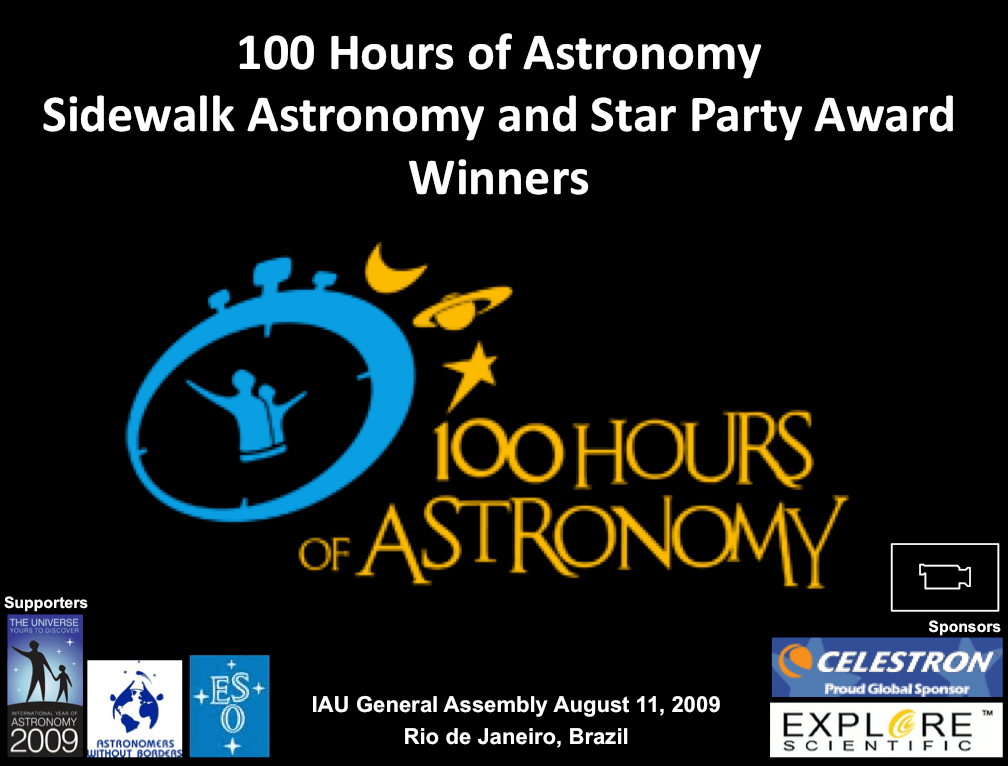 100 Hours of Astronomy
Sidewalk Astronomy and Star Party Award
Winners
100 HOURS
OF ASTRONOMY
Supporters
THE UNIVERSE
YOURS TO DISCOVER
INTERNATIONAL YEAR OF
ASTRONOMY
2009
ASTRONOMERS
WITHOUT BORDERS
ES
O
IAU General Assembly August 11, 2009
Rio de Janeiro, Brazil
Sponsors
CELESTRON
Proud Global Sponsor
EXPLORE™
SCIENTIFIC